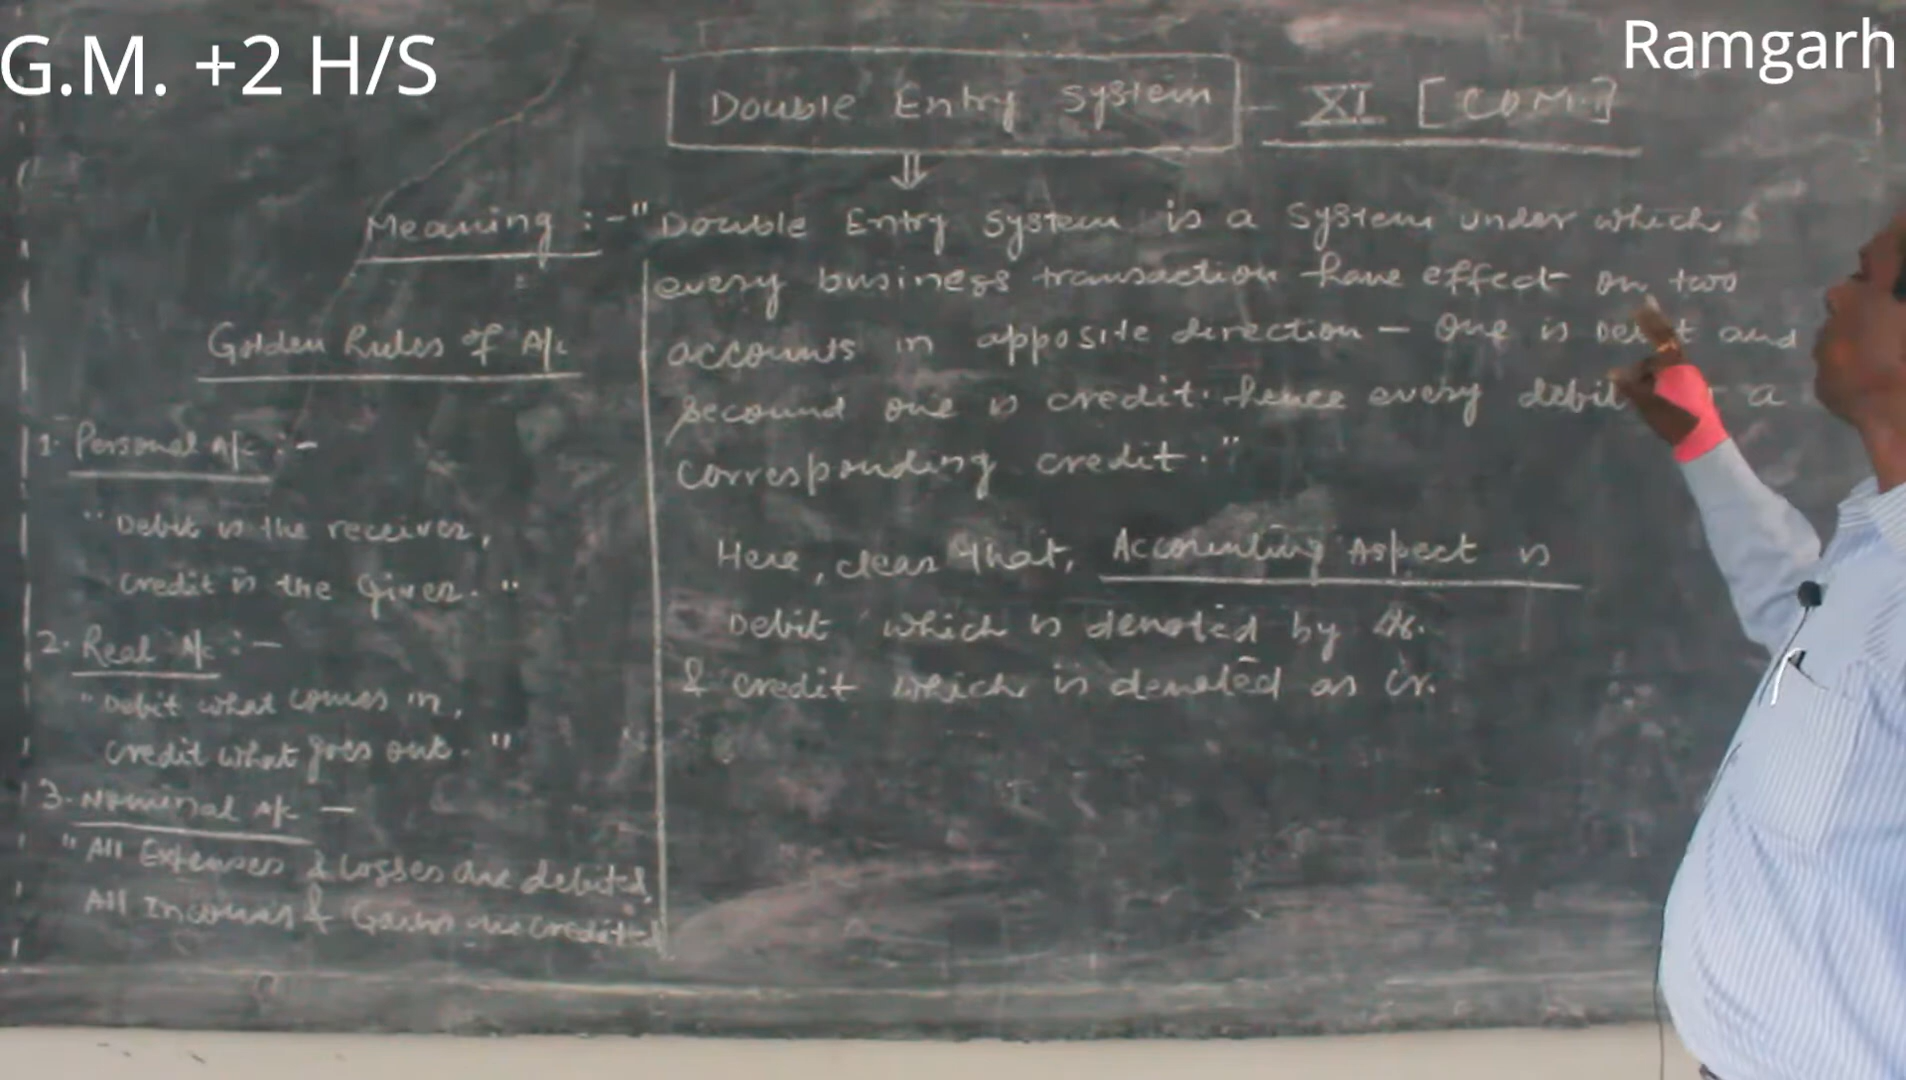 G.M. +2 H/S
Ramgarh
Double Entry System - XI [COM.]
Meaning :- "Double Entry System is a System under which
every business transaction have effect on two
accounts in opposite direction - One is Debit and
secound one is credit. hence every debit a
corresponding credit."
Here, clear that, Accounting Aspect is
Debit which is denoted by Dr.
& credit which is denoted as Cr.
Golden Rules of A/c
1. Personal A/c :-
"Debit is the receiver,
credit is the Giver."
2. Real A/c :-
"Debit what comes in,
credit what goes out."
3. Nominal A/c -
"All Expenses & Losses are debited,
All Incomes & Gains are credited